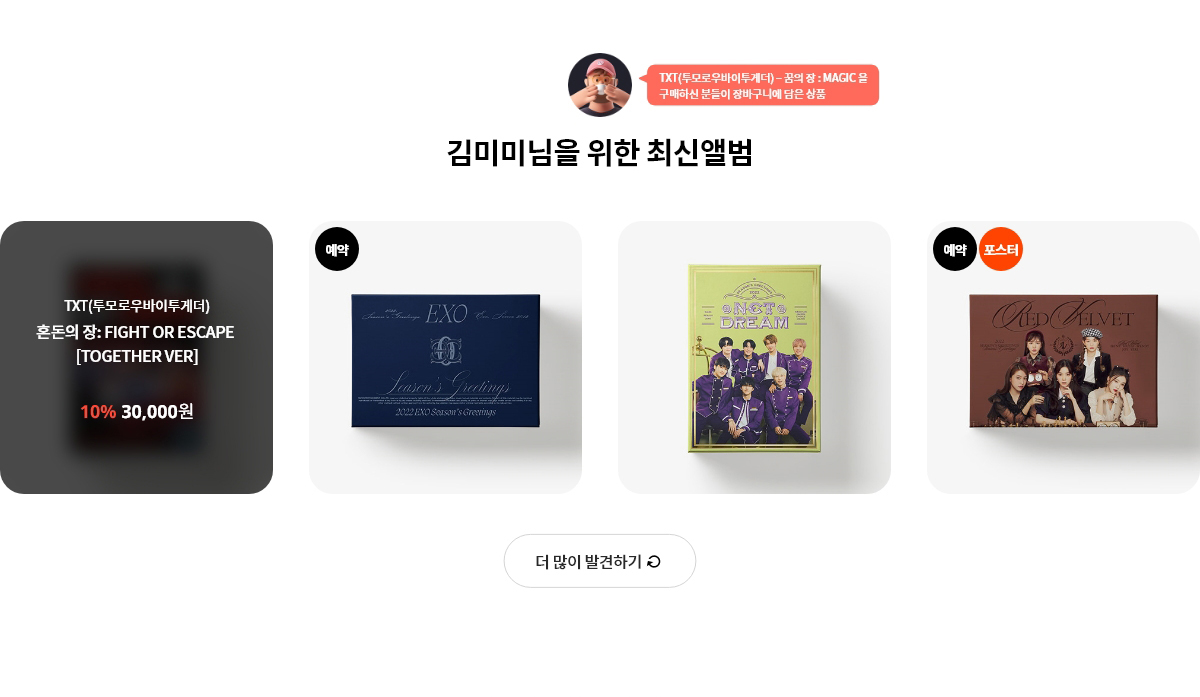 TXT(투모로우바이투게더) – 꿈의 장 : MAGIC 을
구매하신 분들이 장바구니에 담은 상품
김미미님을 위한 최신앨범
TXT(투모로우바이투게더)
혼돈의 장: FIGHT OR ESCAPE
[TOGETHER VER]
10% 30,000원
예약
EXO
Season's Greetings
2022 EXO Season's Greetings
NCT
DREAM
예약 포스터
RED VELVET
더 많이 발견하기